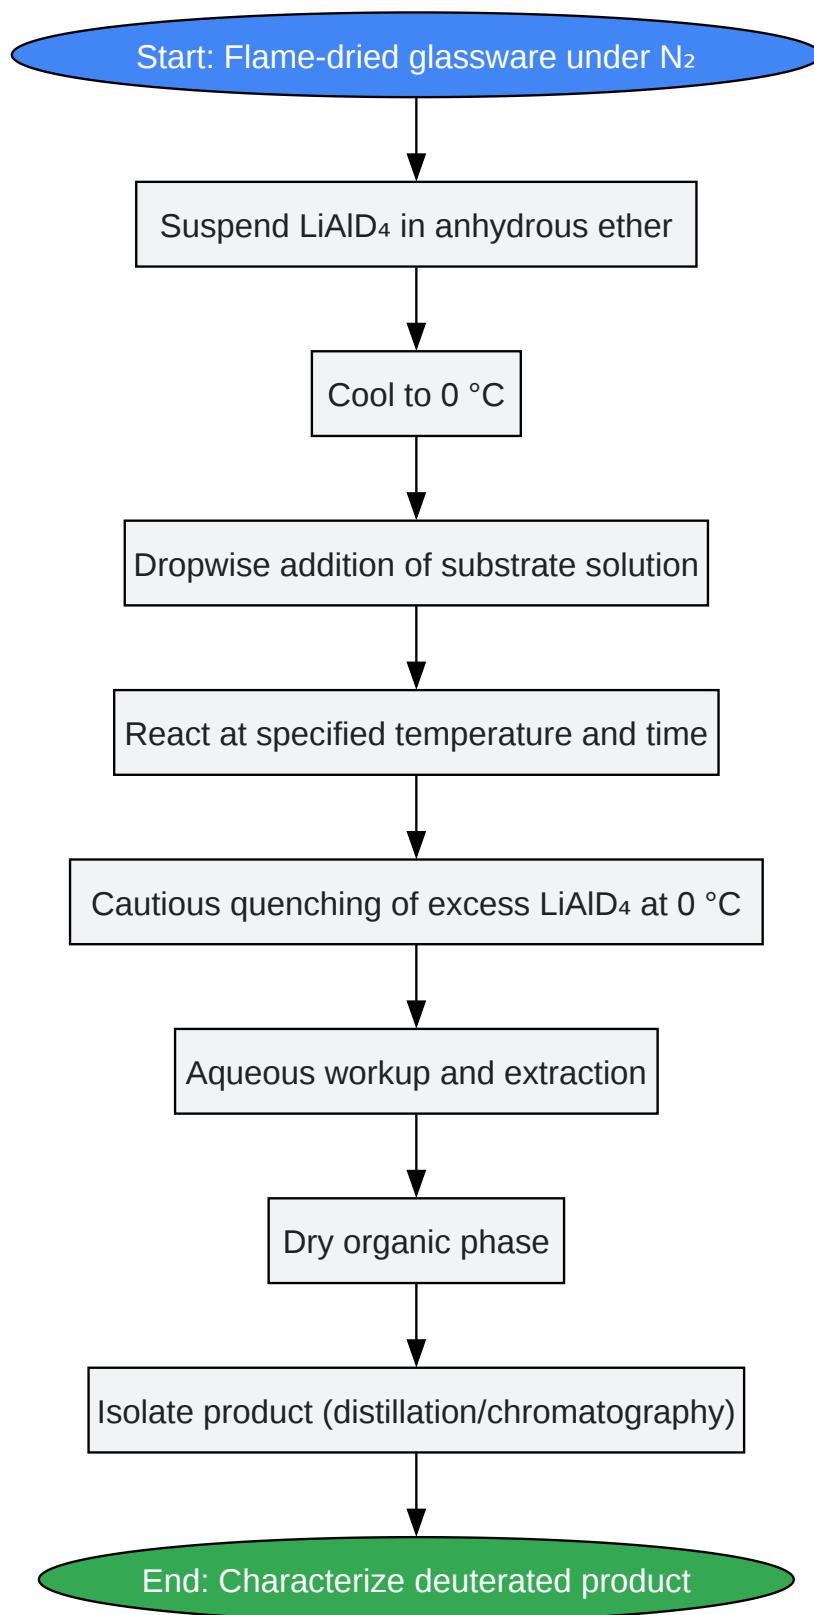 Start: Flame-dried glassware under N₂
Suspend LiAlD₄ in anhydrous ether
Cool to 0 °C
Dropwise addition of substrate solution
React at specified temperature and time
Cautious quenching of excess LiAlD₄ at 0 °C
Aqueous workup and extraction
Dry organic phase
Isolate product (distillation/chromatography)
End: Characterize deuterated product